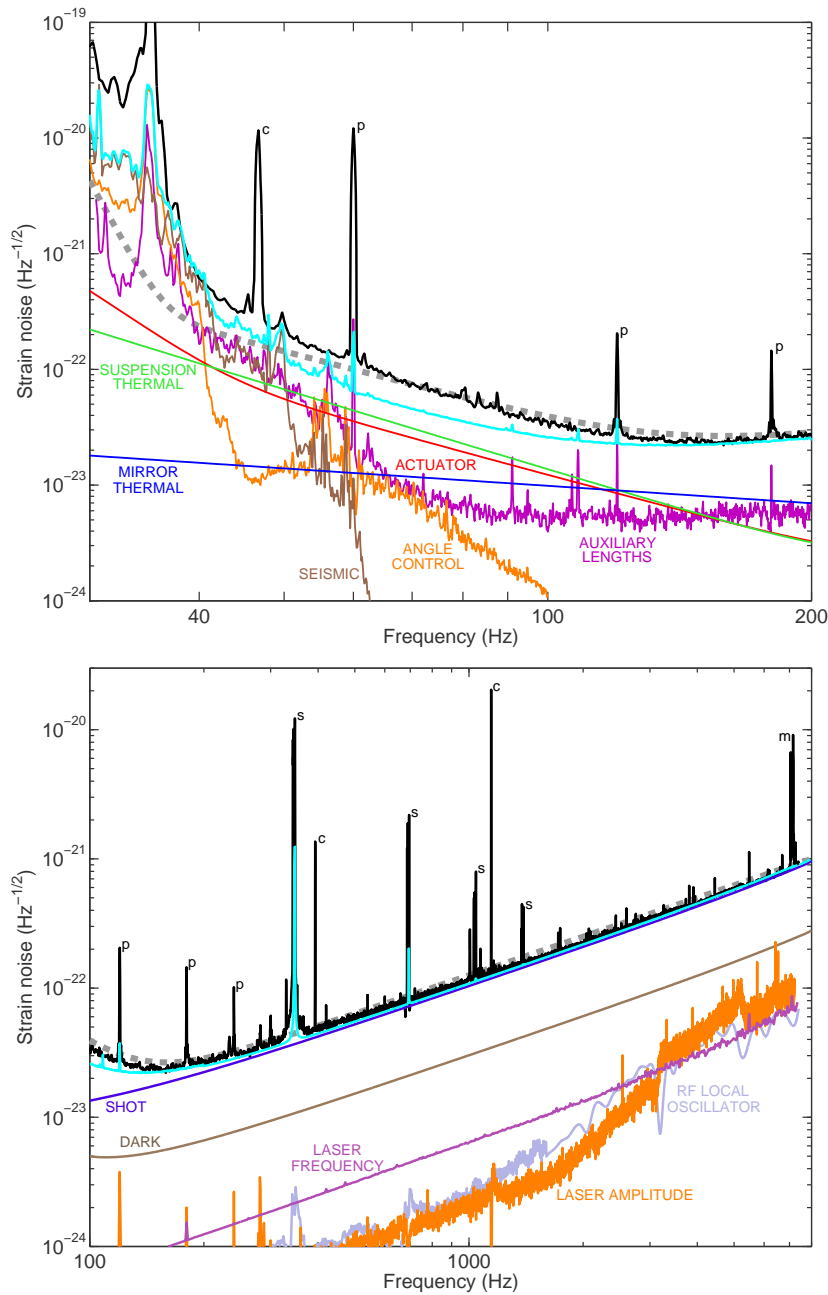 10⁻¹⁹
10⁻²⁰
10⁻²¹
10⁻²²
10⁻²³
10⁻²⁴
Strain noise (Hz⁻¹/²)
c
p
p
p
SUSPENSION
THERMAL
MIRROR
THERMAL
ACTUATOR
ANGLE
CONTROL
SEISMIC
AUXILIARY
LENGTHS
40
100
200
Frequency (Hz)
10⁻²⁰
10⁻²¹
10⁻²²
10⁻²³
10⁻²⁴
Strain noise (Hz⁻¹/²)
p
p
p
s
c
s
s
c
s
m
SHOT
DARK
LASER
FREQUENCY
RF LOCAL
OSCILLATOR
LASER AMPLITUDE
100
1000
Frequency (Hz)